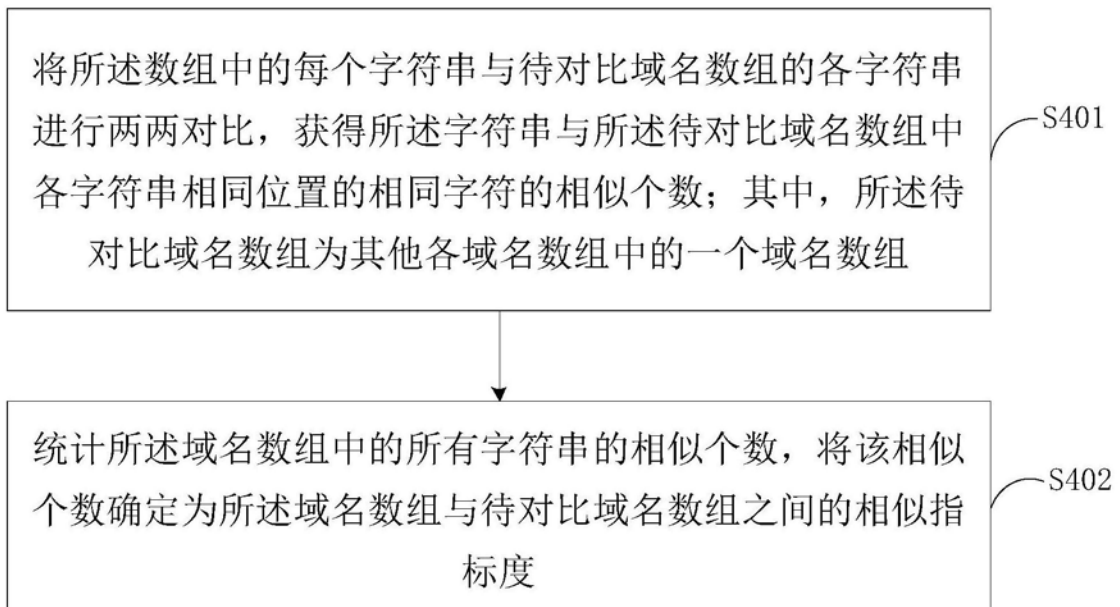 将所述数组中的每个字符串与待对比域名数组的各字符串
进行两两对比，获得所述字符串与所述待对比域名数组中
各字符串相同位置的相同字符的相似个数；其中，所述待
对比域名数组为其他各域名数组中的一个域名数组
S401
统计所述域名数组中的所有字符串的相似个数，将该相似
个数确定为所述域名数组与待对比域名数组之间的相似指
标度
S402